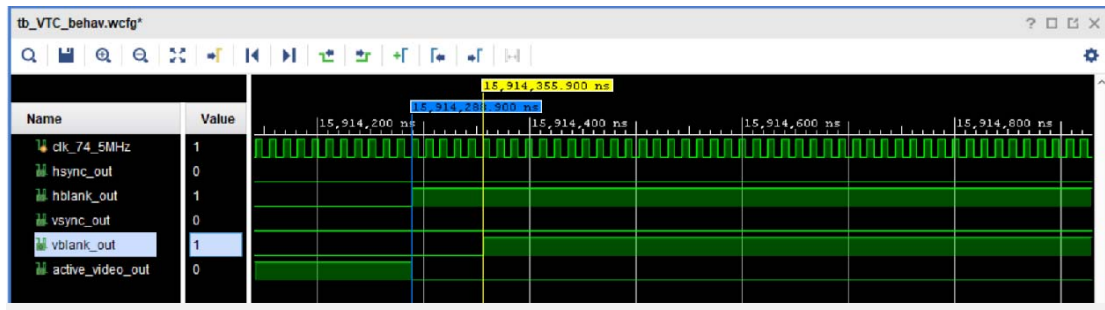 tb_VTC_behav.wcfg*
15,914,355.900 ns
15,914,288.900 ns
Name Value
15,914,200 ns 15,914,400 ns 15,914,600 ns 15,914,800 ns
clk_74_5MHz 1
hsync_out 0
hblank_out 1
vsync_out 0
vblank_out 1
active_video_out 0